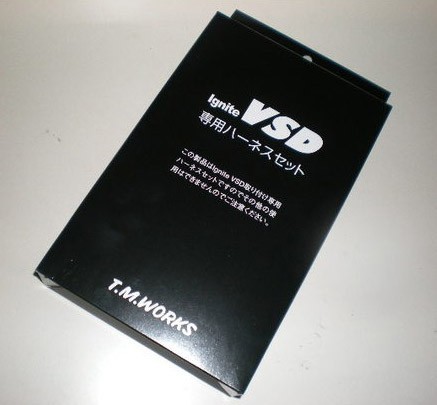 Ignite VSD
専用ハーネスセット
この製品はIgnite VSD取り付け専用
ハーネスセットですのでその他の使
用はできませんのでご注意ください。
T.M.WORKS